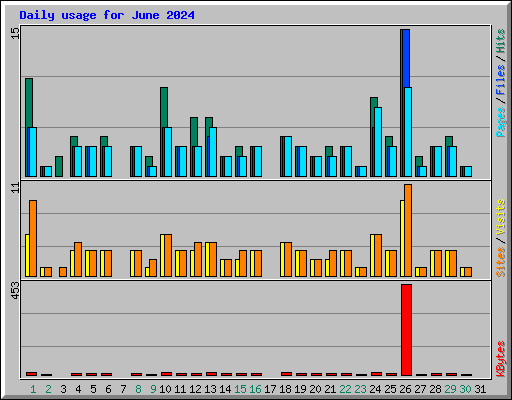 Daily usage for June 2024
15
Pages / Files / Hits
11
Sites / Visits
453
KBytes
1 2 3 4 5 6 7 8 9 10 11 12 13 14 15 16 17 18 19 20 21 22 23 24 25 26 27 28 29 30 31